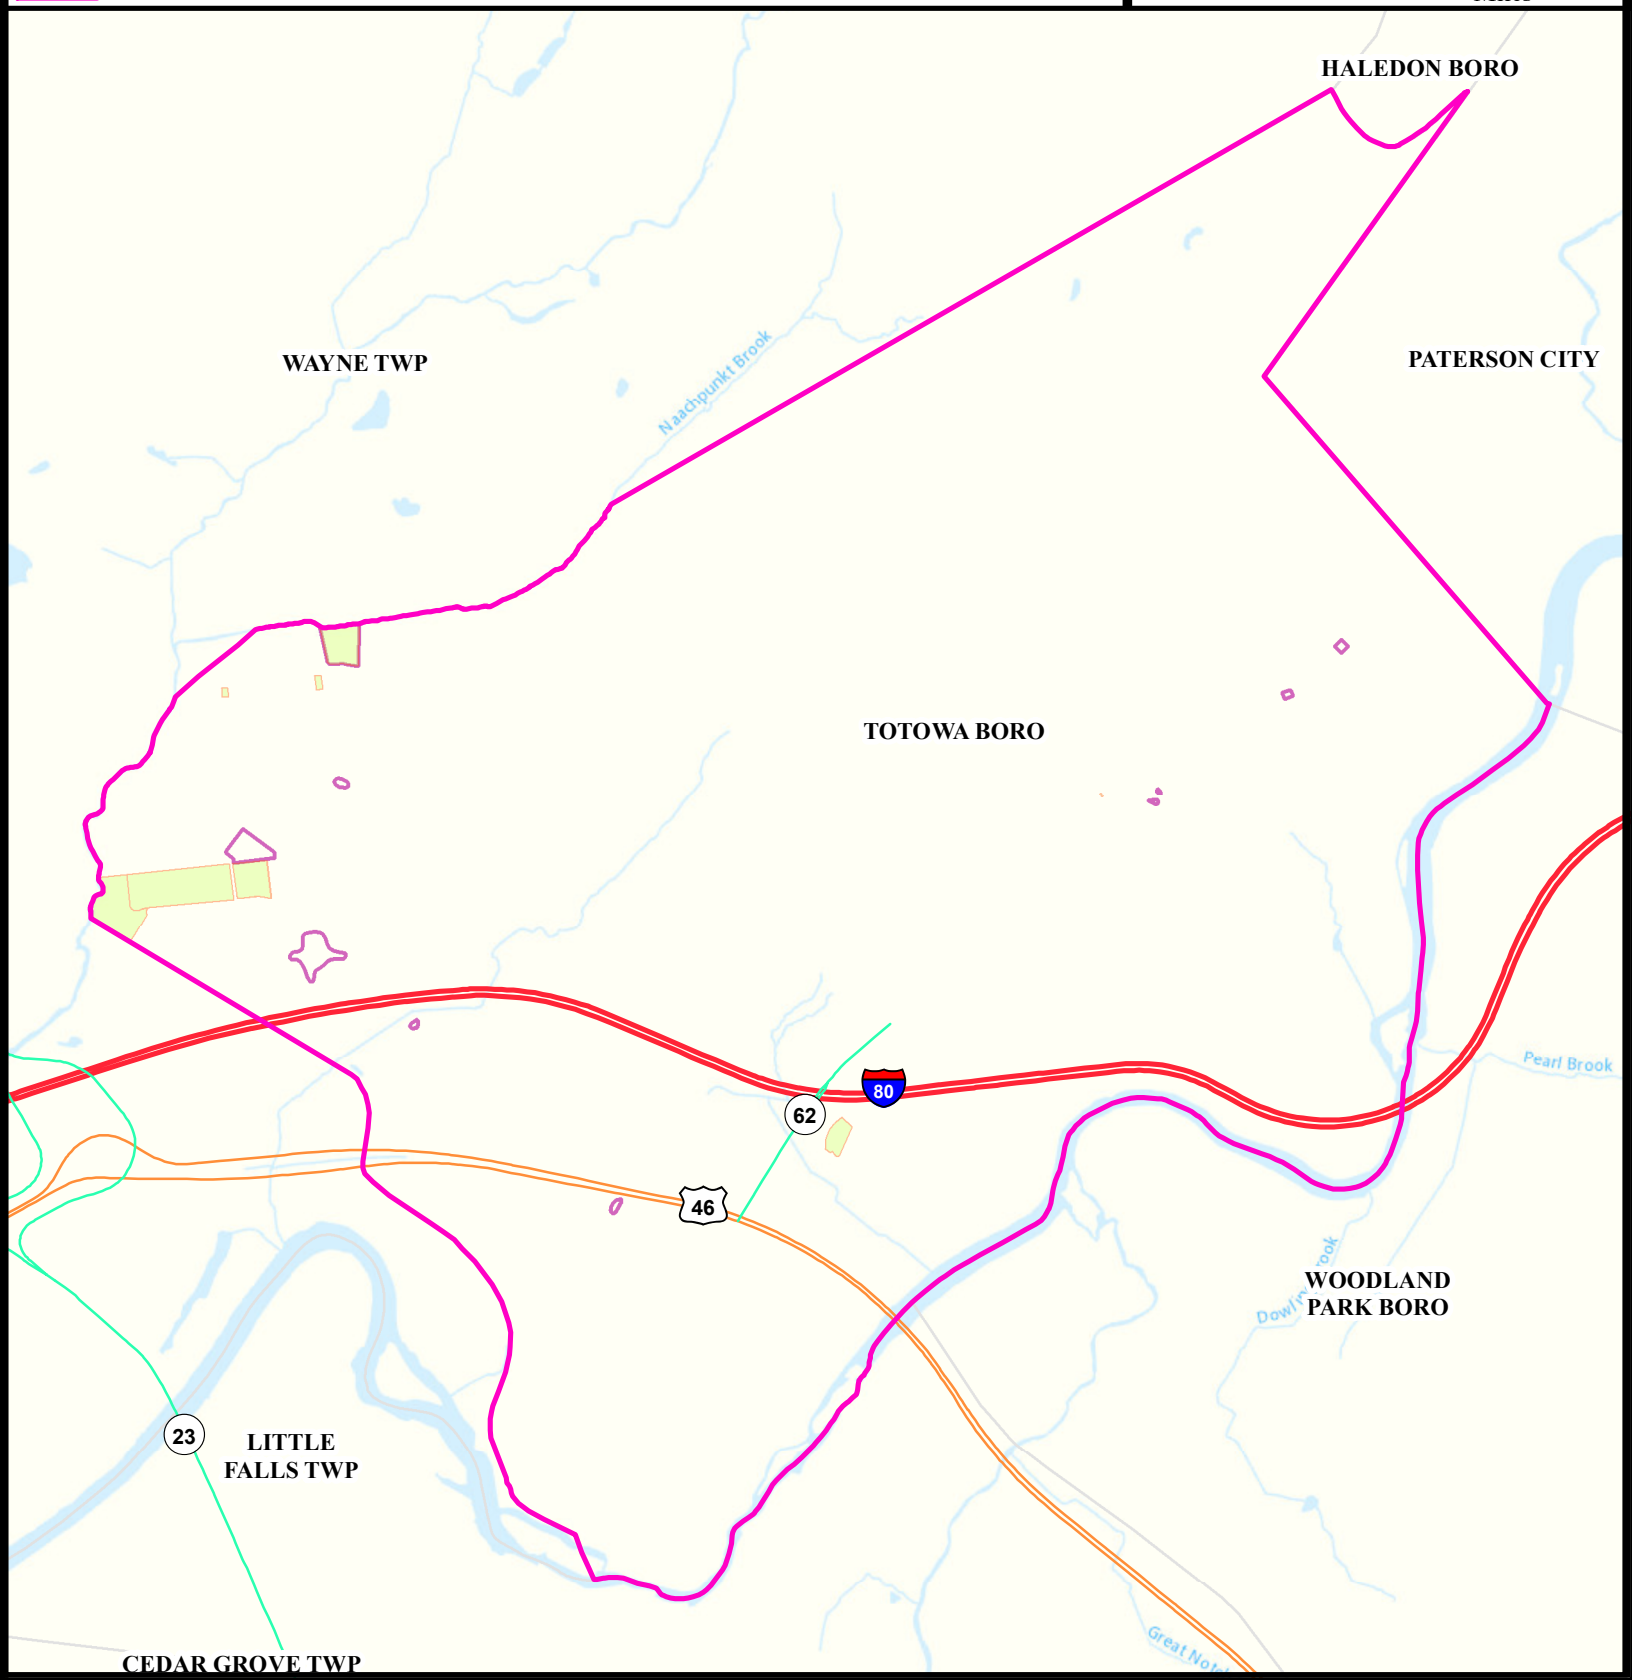 HALEDON BORO
WAYNE TWP
PATERSON CITY
Naachpunkt Brook
TOTOWA BORO
Pearl Brook
80
62
46
WOODLAND
PARK BORO
23
LITTLE
FALLS TWP
CEDAR GROVE TWP
Great